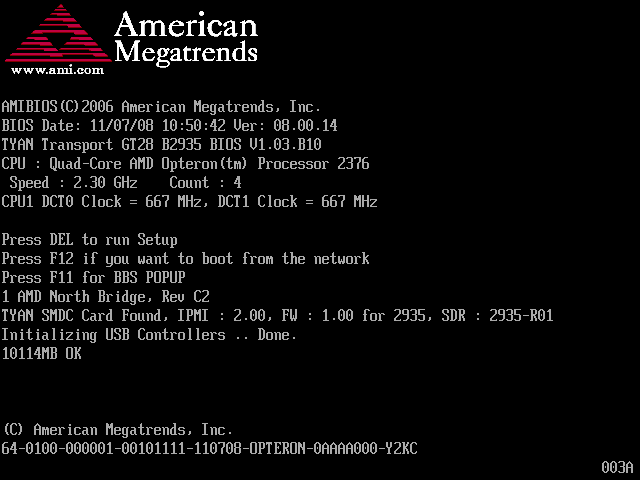 American
Megatrends
www.ami.com
AMIBIOS(C)2006 American Megatrends, Inc.
BIOS Date: 11/07/08 10:50:42 Ver: 08.00.14
TYAN Transport GT28 B2935 BIOS V1.03.B10
CPU : Quad-Core AMD Opteron(tm) Processor 2376
Speed : 2.30 GHz    Count : 4
CPU1 DCT0 Clock = 667 MHz, DCT1 Clock = 667 MHz
Press DEL to run Setup
Press F12 if you want to boot from the network
Press F11 for BBS POPUP
1 AMD North Bridge, Rev C2
TYAN SMDC Card Found, IPMI : 2.00, FW : 1.00 for 2935, SDR : 2935-R01
Initializing USB Controllers .. Done.
10114MB OK
(C) American Megatrends, Inc.
64-0100-000001-00101111-110708-OPTERON-0AAAA000-Y2KC
003A